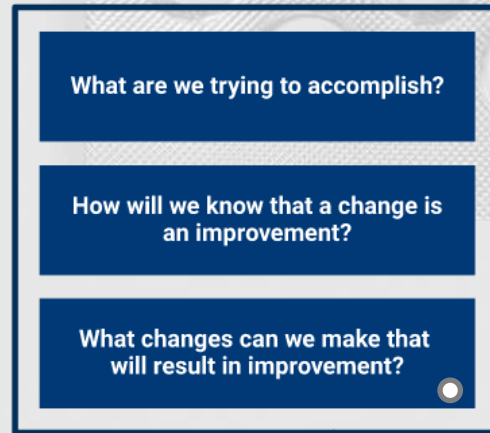 What are we trying to accomplish?
How will we know that a change is
an improvement?
What changes can we make that
will result in improvement?